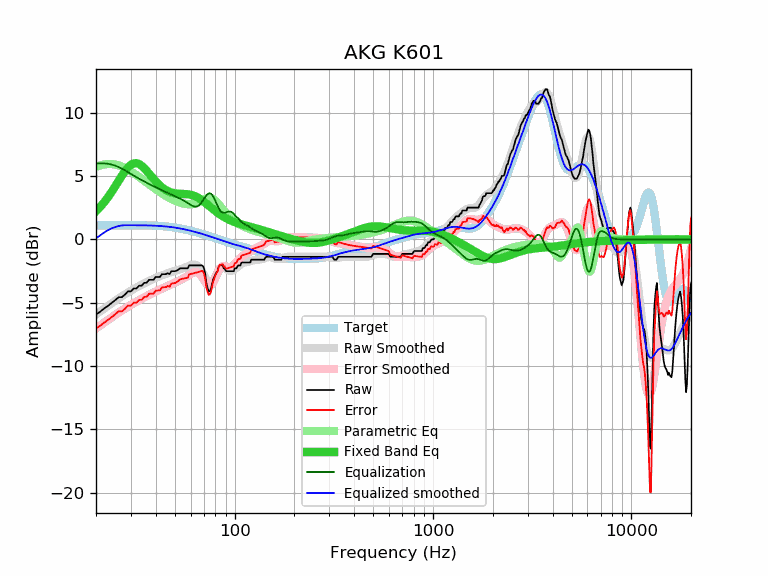 AKG K601
Amplitude (dBr)
10
5
0
−5
−10
−15
−20
Target
Raw Smoothed
Error Smoothed
Raw
Error
Parametric Eq
Fixed Band Eq
Equalization
Equalized smoothed
100
1000
10000
Frequency (Hz)